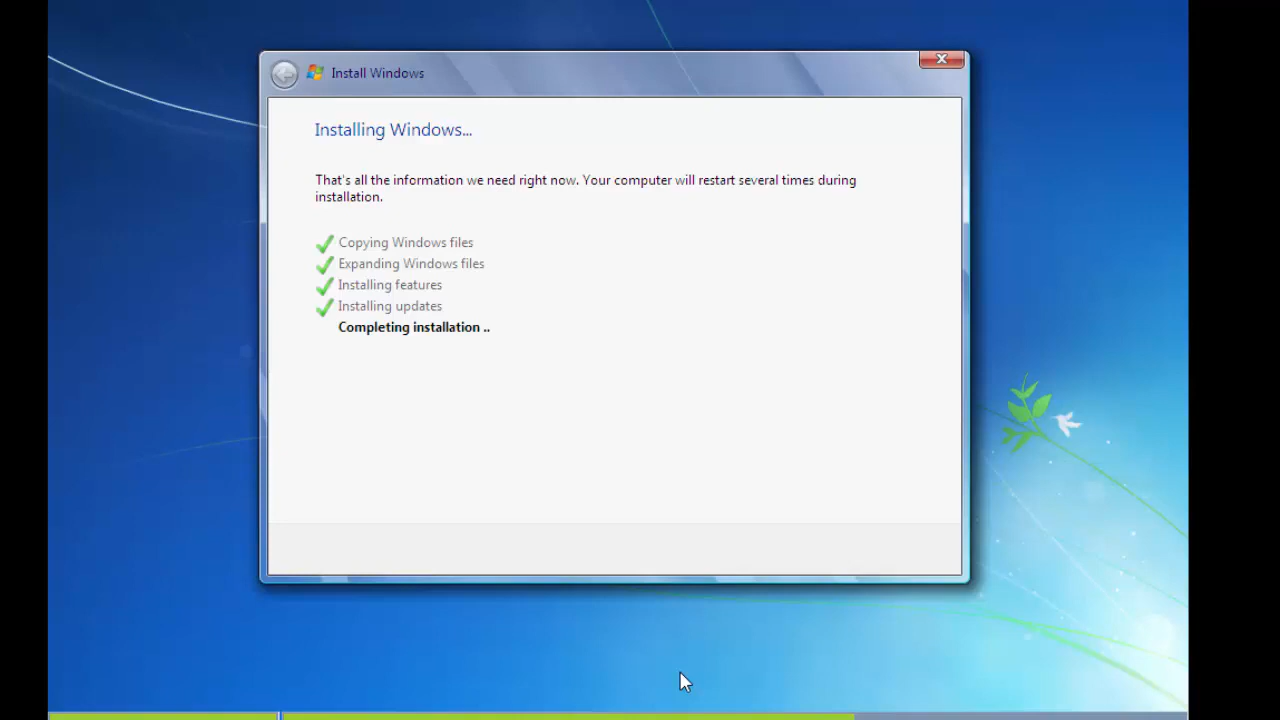 Install Windows
Installing Windows...
That's all the information we need right now. Your computer will restart several times during
installation.
Copying Windows files
Expanding Windows files
Installing features
Installing updates
Completing installation ..